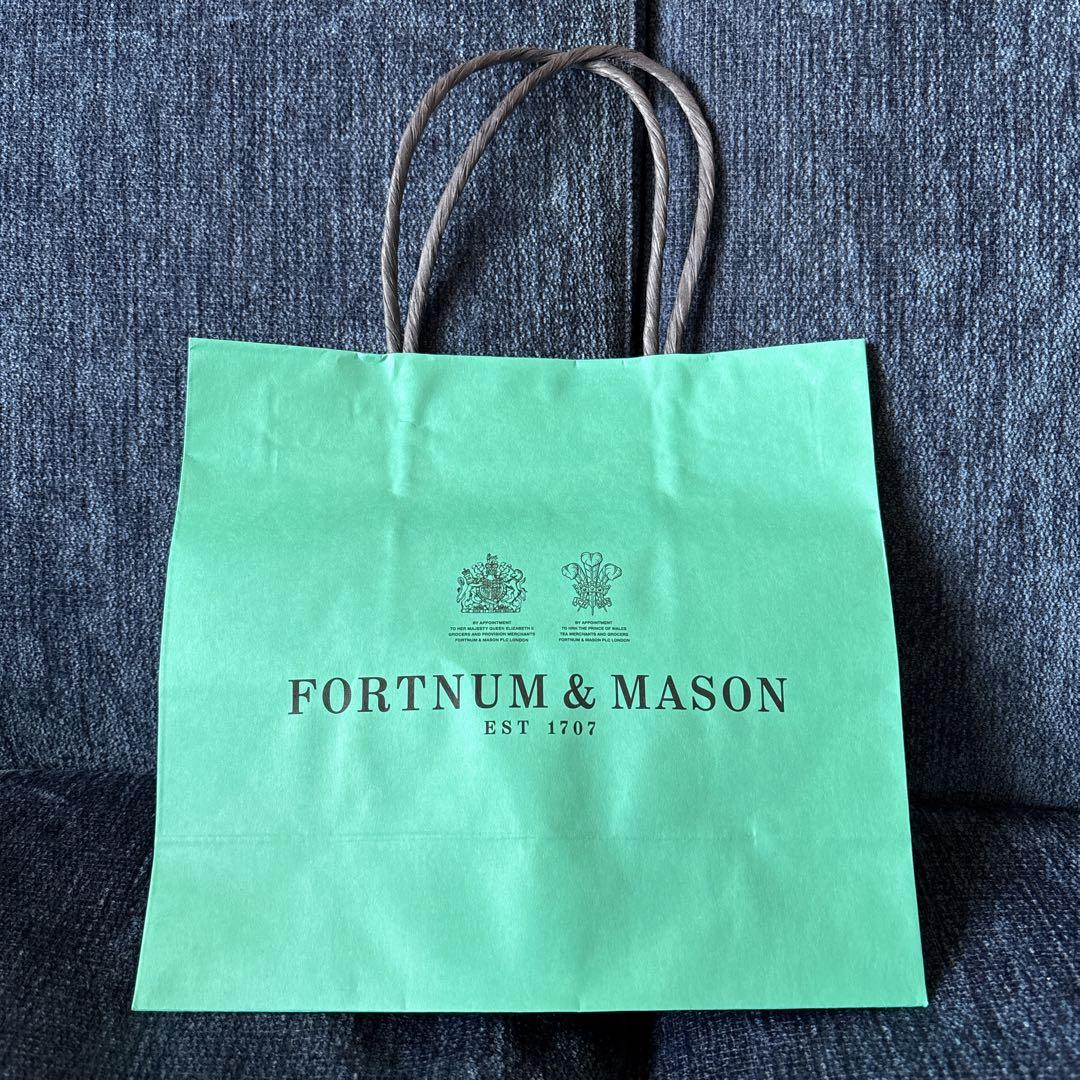 BY APPOINTMENT
TO HER MAJESTY QUEEN ELIZABETH II
GROCERS AND PROVISION MERCHANTS
FORTNUM & MASON PLC LONDON
BY APPOINTMENT
TO HRH THE PRINCE OF WALES
TEA MERCHANTS AND GROCERS
FORTNUM & MASON PLC LONDON
FORTNUM & MASON
EST 1707